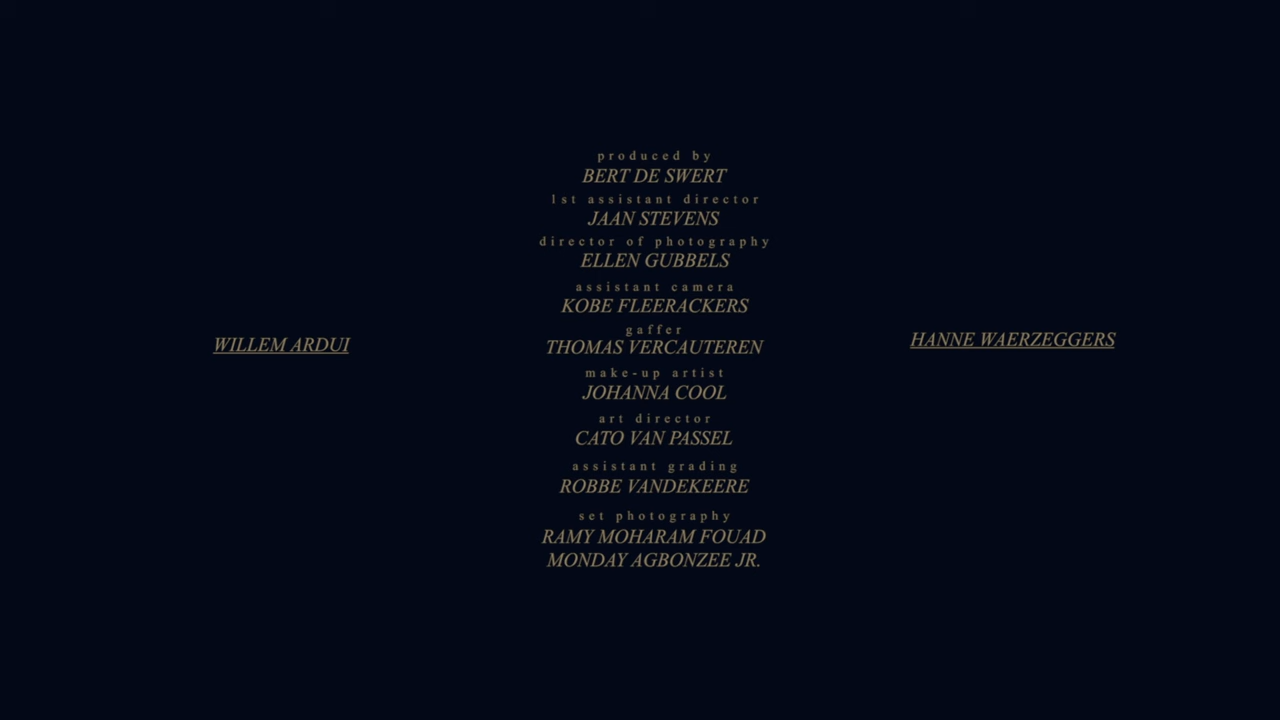 WILLEM ARDUI
produced by
BERT DE SWERT
1st assistant director
JAAN STEVENS
director of photography
ELLEN GUBBELS
assistant camera
KOBE FLEERACKERS
gaffer
THOMAS VERCAUTEREN
make-up artist
JOHANNA COOL
art director
CATO VAN PASSEL
assistant grading
ROBBE VANDEKEERE
set photography
RAMY MOHARAM FOUAD
MONDAY AGBONZEE JR.
HANNE WAERZEGGERS